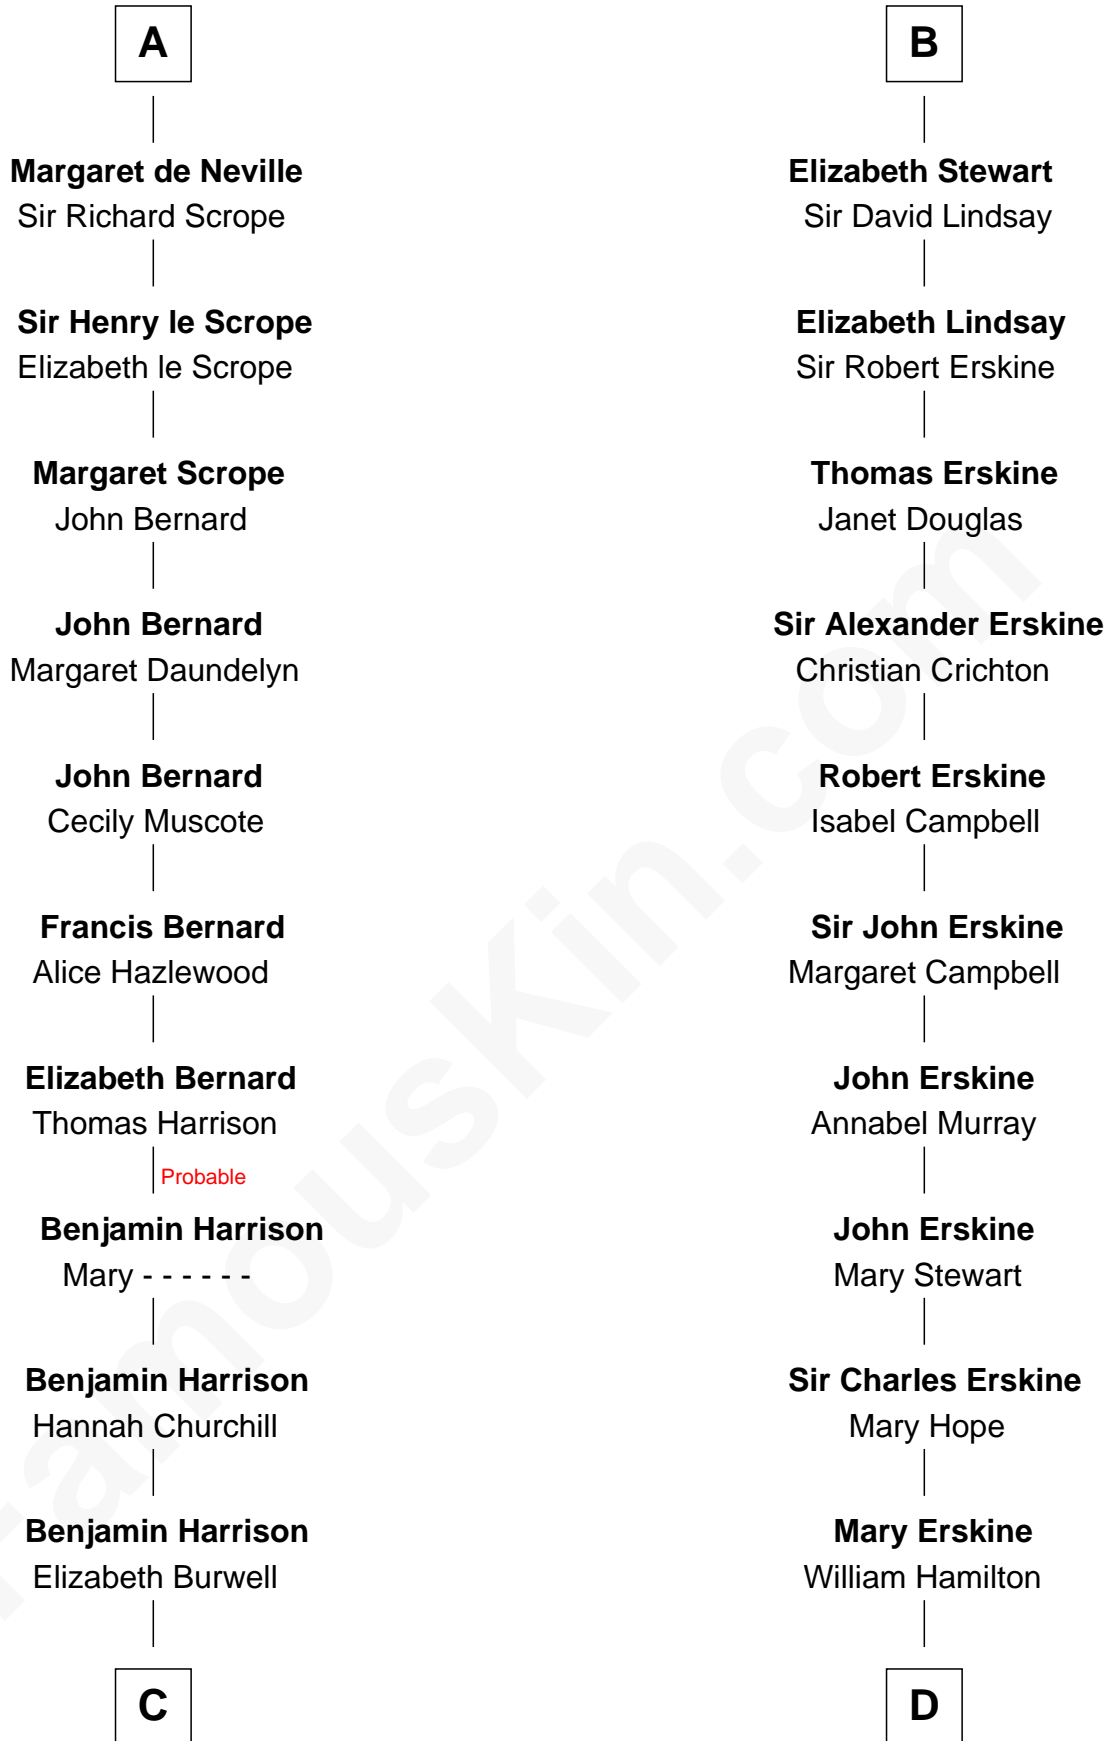 A
Margaret de Neville
Sir Richard Scrope
Sir Henry le Scrope
Elizabeth le Scrope
Margaret Scrope
John Bernard
John Bernard
Margaret Daundelyn
John Bernard
Cecily Muscote
Francis Bernard
Alice Hazlewood
Elizabeth Bernard
Thomas Harrison
Probable
Benjamin Harrison
Mary - - - - - -
Benjamin Harrison
Hannah Churchill
Benjamin Harrison
Elizabeth Burwell
C
B
Elizabeth Stewart
Sir David Lindsay
Elizabeth Lindsay
Sir Robert Erskine
Thomas Erskine
Janet Douglas
Sir Alexander Erskine
Christian Crichton
Robert Erskine
Isabel Campbell
Sir John Erskine
Margaret Campbell
John Erskine
Annabel Murray
John Erskine
Mary Stewart
Sir Charles Erskine
Mary Hope
Mary Erskine
William Hamilton
D
FamousKin.com